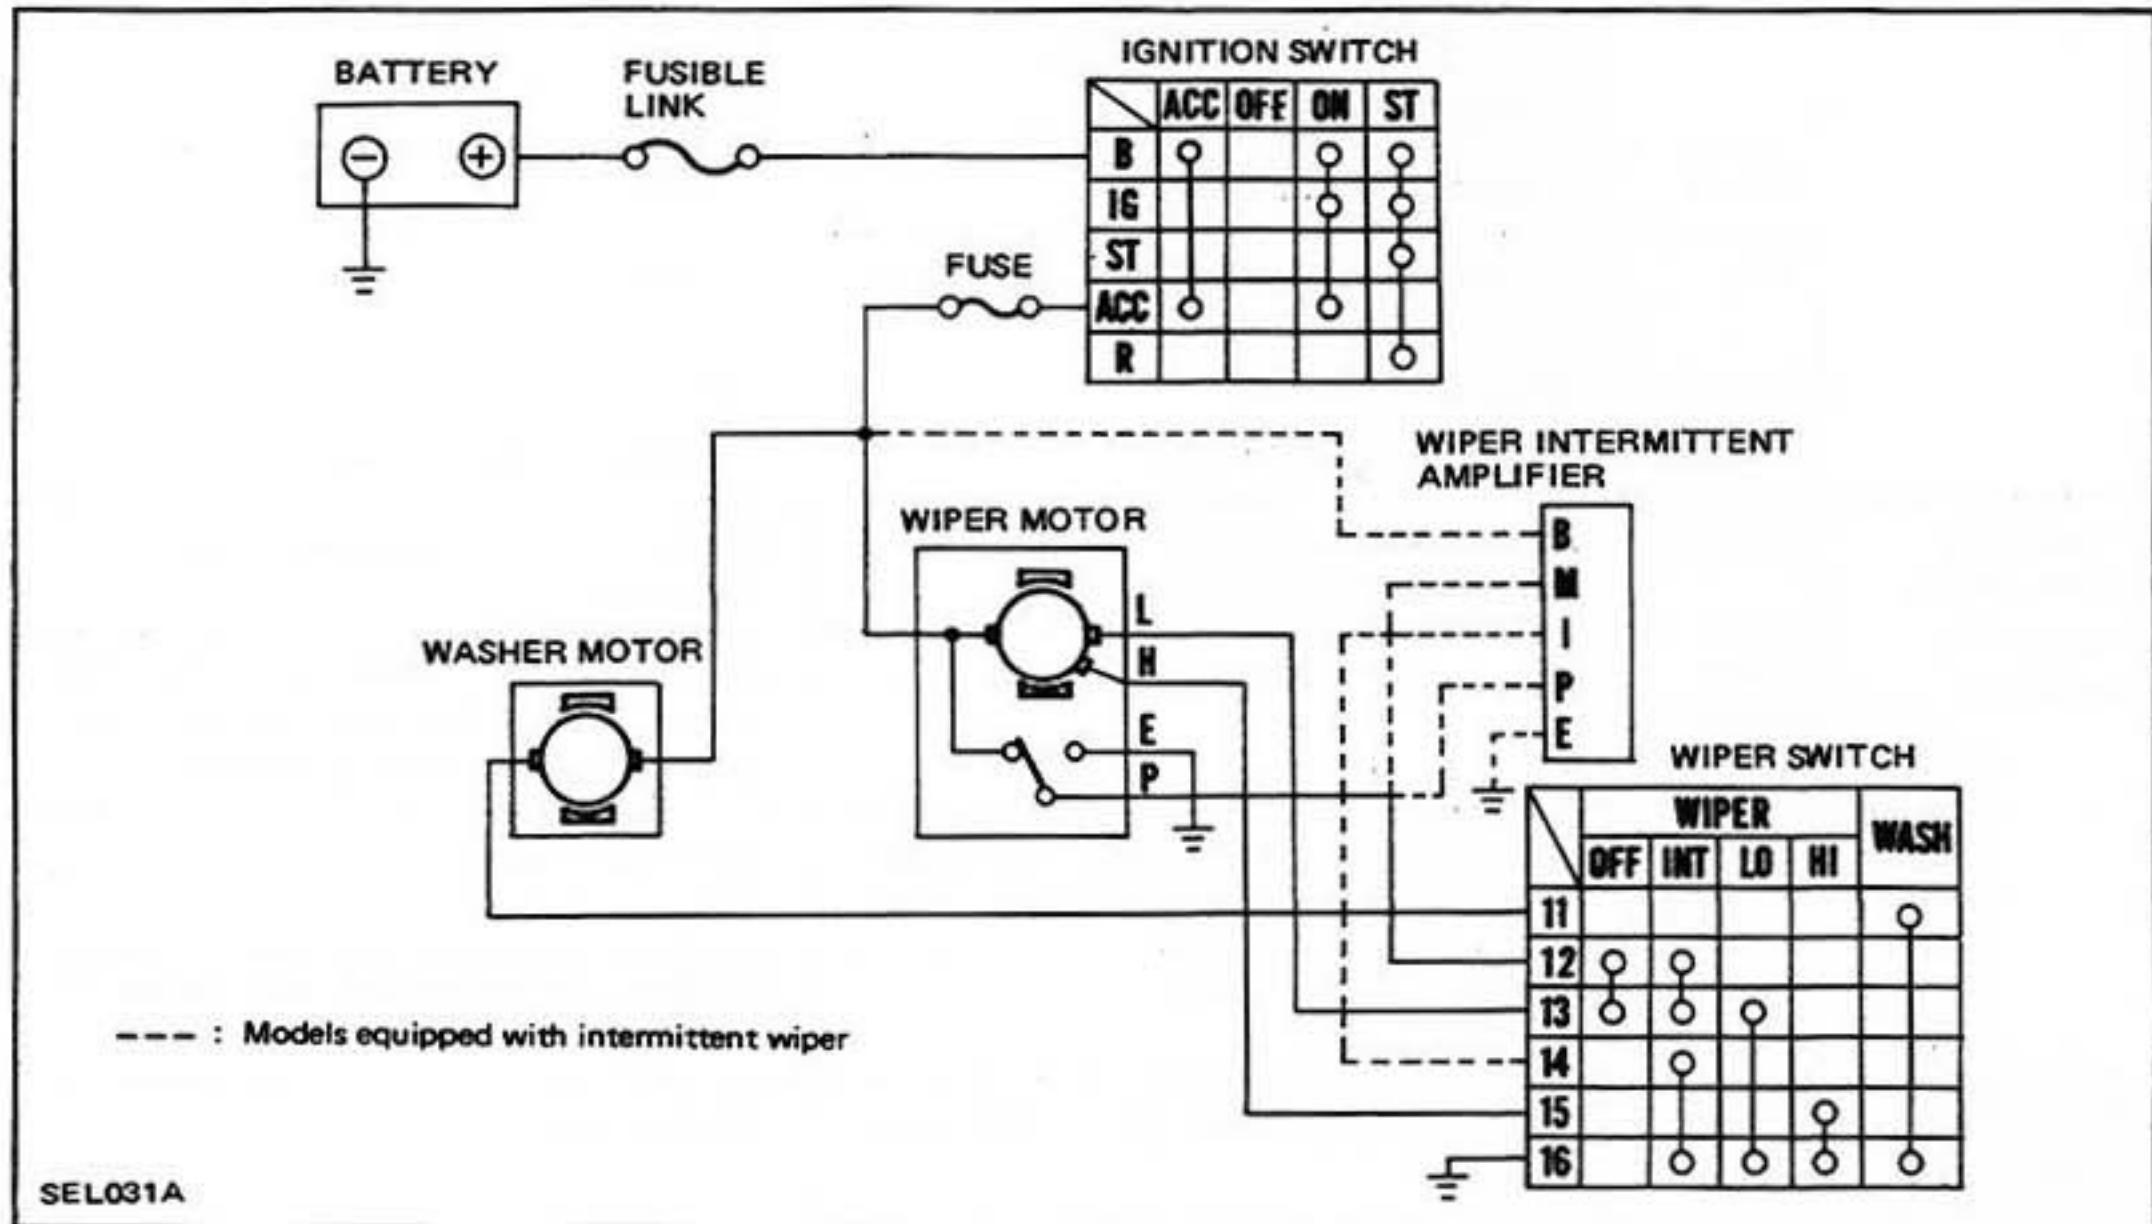 IGNITION SWITCH
BATTERY
FUSIBLE
LINK
ACC OFF ON ST
B
IG
ST
ACC
R
FUSE
WIPER INTERMITTENT
AMPLIFIER
B
M
I
P
E
WIPER MOTOR
L
H
E
P
WASHER MOTOR
WIPER SWITCH
WIPER
WASH
OFF INT LO HI
11
12
13
14
15
16
--- : Models equipped with intermittent wiper
SEL031A